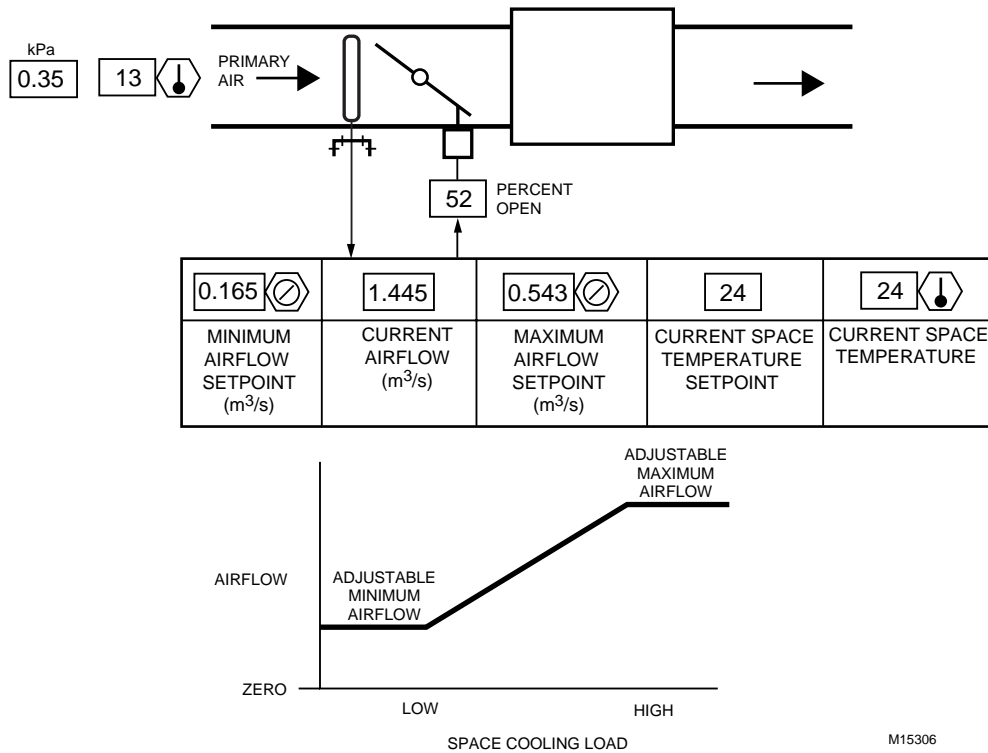 kPa
0.35
13
PRIMARY
AIR
52
PERCENT
OPEN
0.165
1.445
0.543
24
24
MINIMUM
AIRFLOW
SETPOINT
(m³/s)
CURRENT
AIRFLOW
(m³/s)
MAXIMUM
AIRFLOW
SETPOINT
(m³/s)
CURRENT SPACE
TEMPERATURE
SETPOINT
CURRENT SPACE
TEMPERATURE
ADJUSTABLE
MAXIMUM
AIRFLOW
AIRFLOW
ADJUSTABLE
MINIMUM
AIRFLOW
ZERO
LOW
HIGH
SPACE COOLING LOAD
M15306